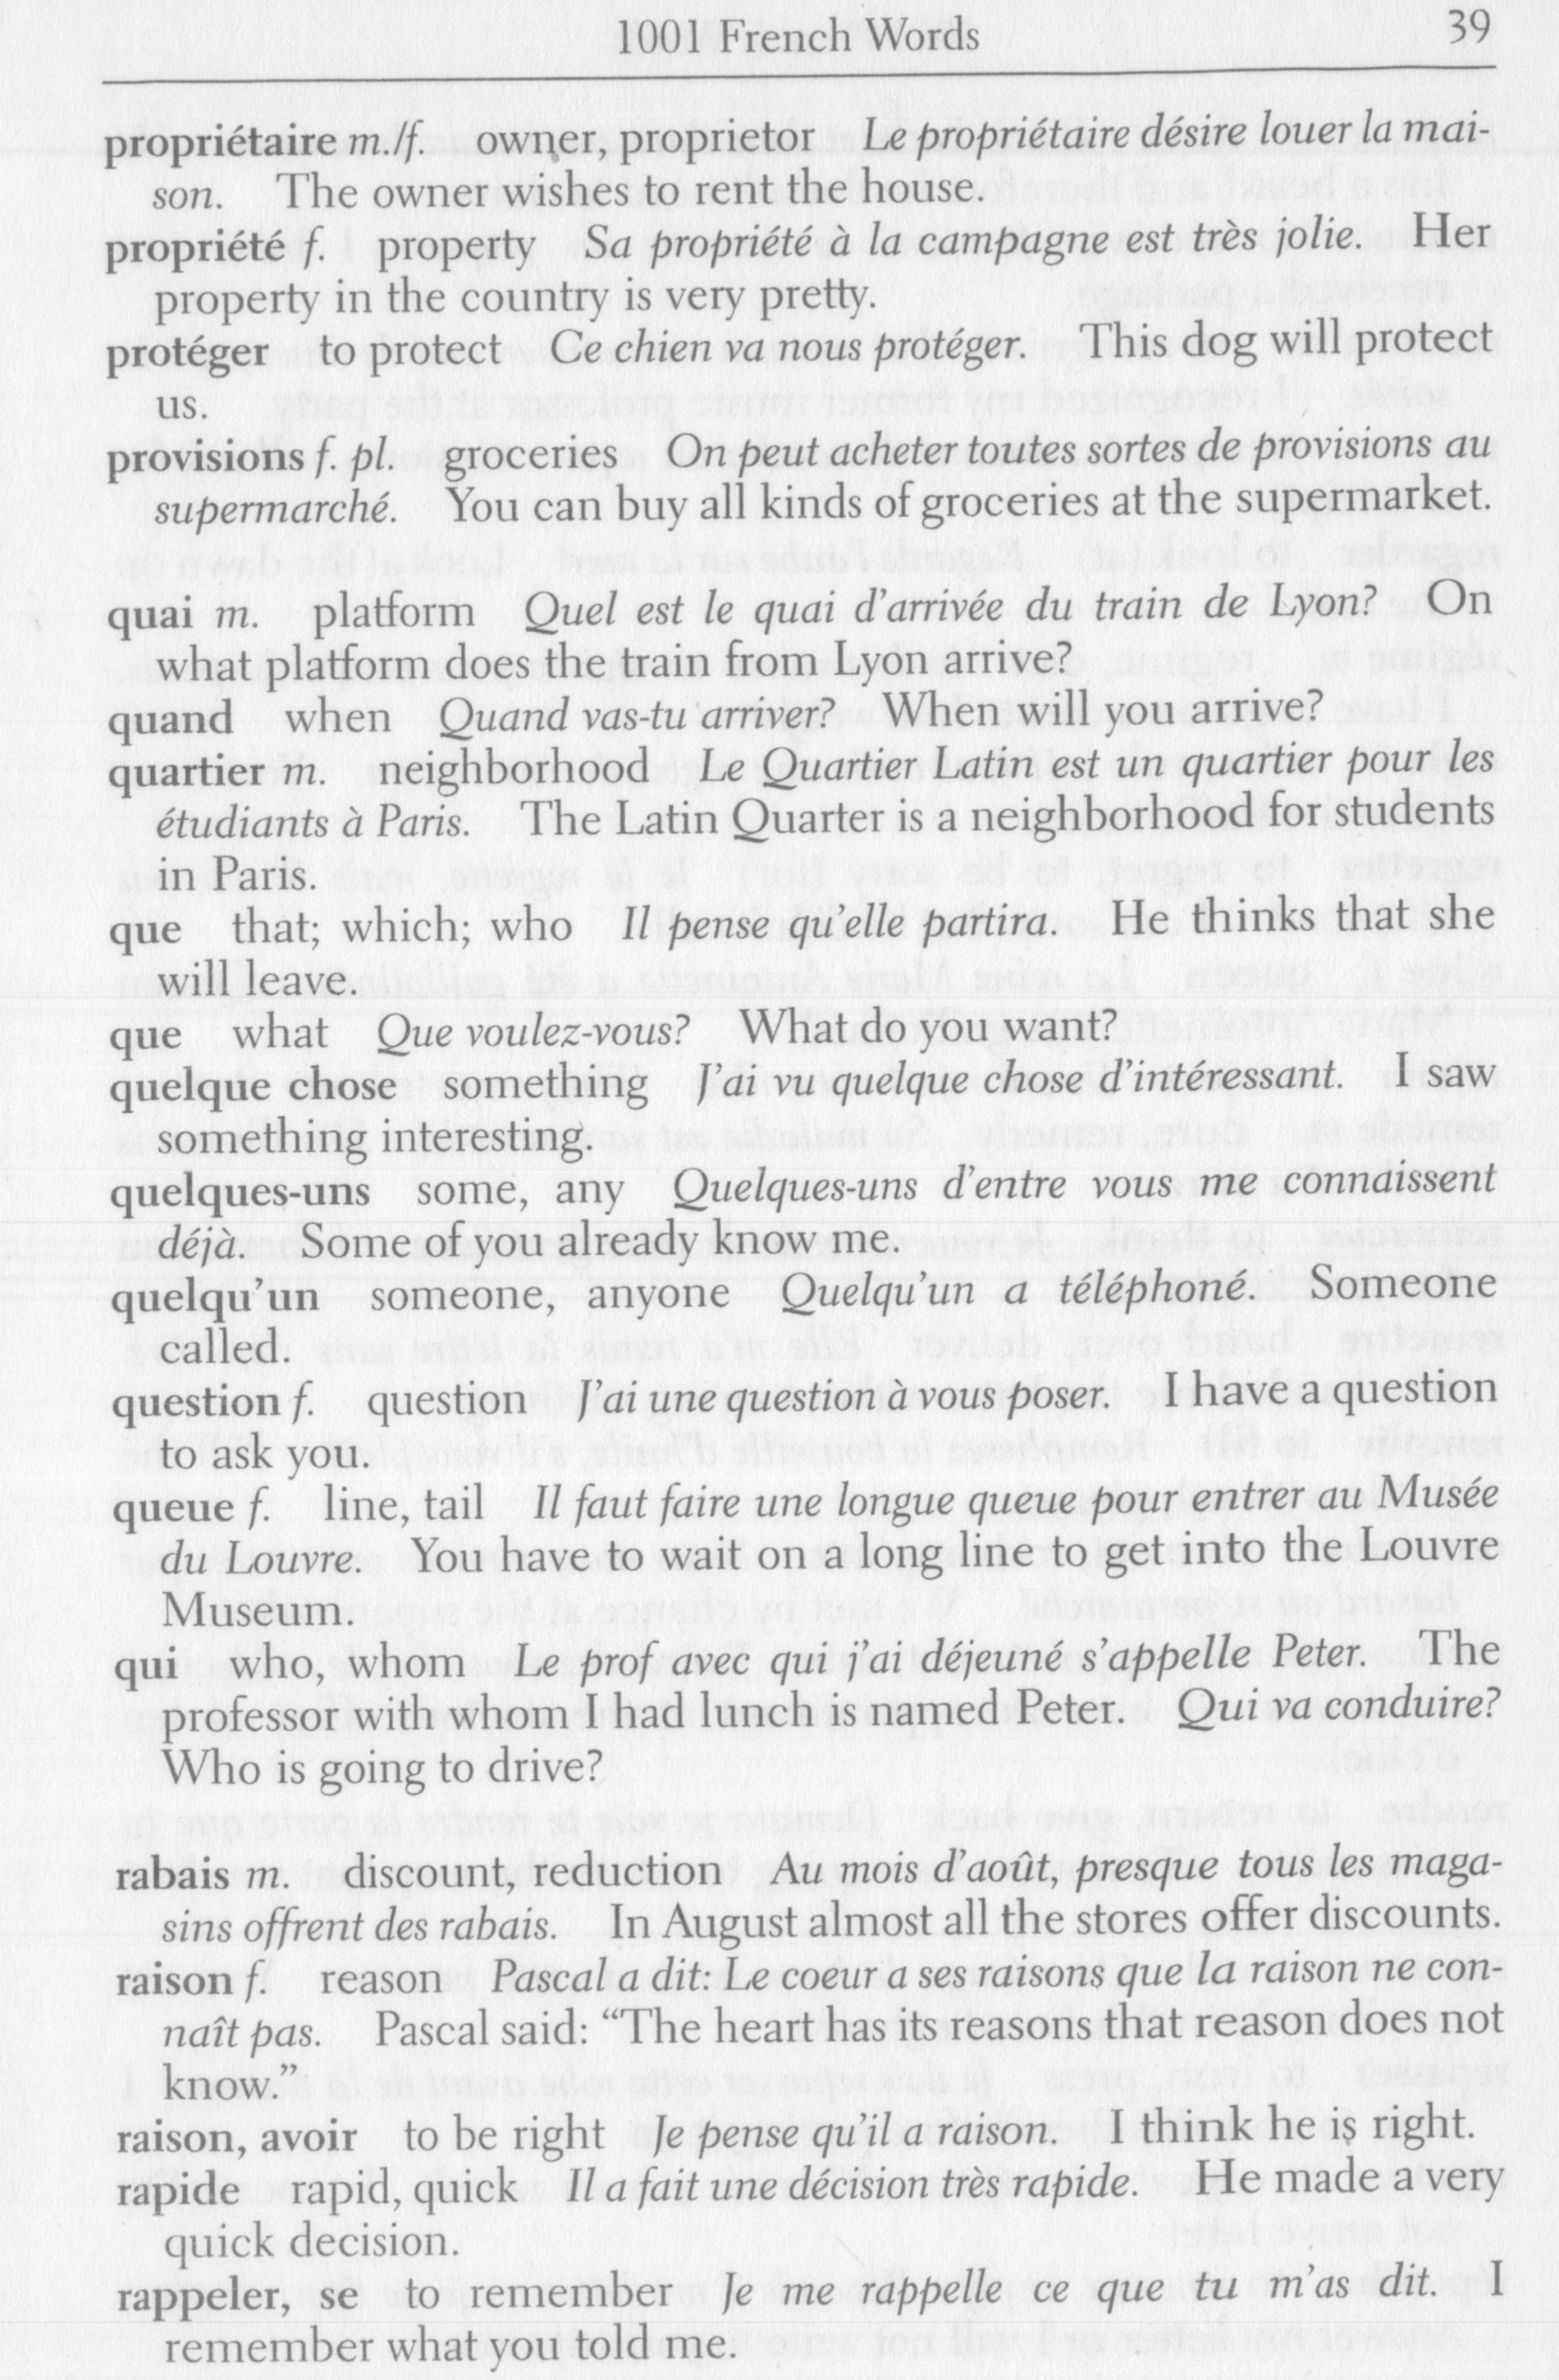 1001 French Words 39
propriétaire m./f. owner, proprietor Le propriétaire désire louer la mai-
son. The owner wishes to rent the house.
propriété f. property Sa propriété à la campagne est très jolie. Her
property in the country is very pretty.
protéger to protect Ce chien va nous protéger. This dog will protect
us.
provisions f. pl. groceries On peut acheter toutes sortes de provisions au
supermarché. You can buy all kinds of groceries at the supermarket.
quai m. platform Quel est le quai d'arrivée du train de Lyon? On
what platform does the train from Lyon arrive?
quand when Quand vas-tu arriver? When will you arrive?
quartier m. neighborhood Le Quartier Latin est un quartier pour les
étudiants à Paris. The Latin Quarter is a neighborhood for students
in Paris.
que that; which; who Il pense qu'elle partira. He thinks that she
will leave.
que what Que voulez-vous? What do you want?
quelque chose something J'ai vu quelque chose d'intéressant. I saw
something interesting.
quelques-uns some, any Quelques-uns d'entre vous me connaissent
déjà. Some of you already know me.
quelqu'un someone, anyone Quelqu'un a téléphoné. Someone
called.
question f. question J'ai une question à vous poser. I have a question
to ask you.
queue f. line, tail Il faut faire une longue queue pour entrer au Musée
du Louvre. You have to wait on a long line to get into the Louvre
Museum.
qui who, whom Le prof avec qui j'ai déjeuné s'appelle Peter. The
professor with whom I had lunch is named Peter. Qui va conduire?
Who is going to drive?
rabais m. discount, reduction Au mois d'août, presque tous les maga-
sins offrent des rabais. In August almost all the stores offer discounts.
raison f. reason Pascal a dit: Le coeur a ses raisons que la raison ne con-
naît pas. Pascal said: “The heart has its reasons that reason does not
know.”
raison, avoir to be right Je pense qu'il a raison. I think he is right.
rapide rapid, quick Il a fait une décision très rapide. He made a very
quick decision.
rappeler, se to remember Je me rappelle ce que tu m'as dit. I
remember what you told me.